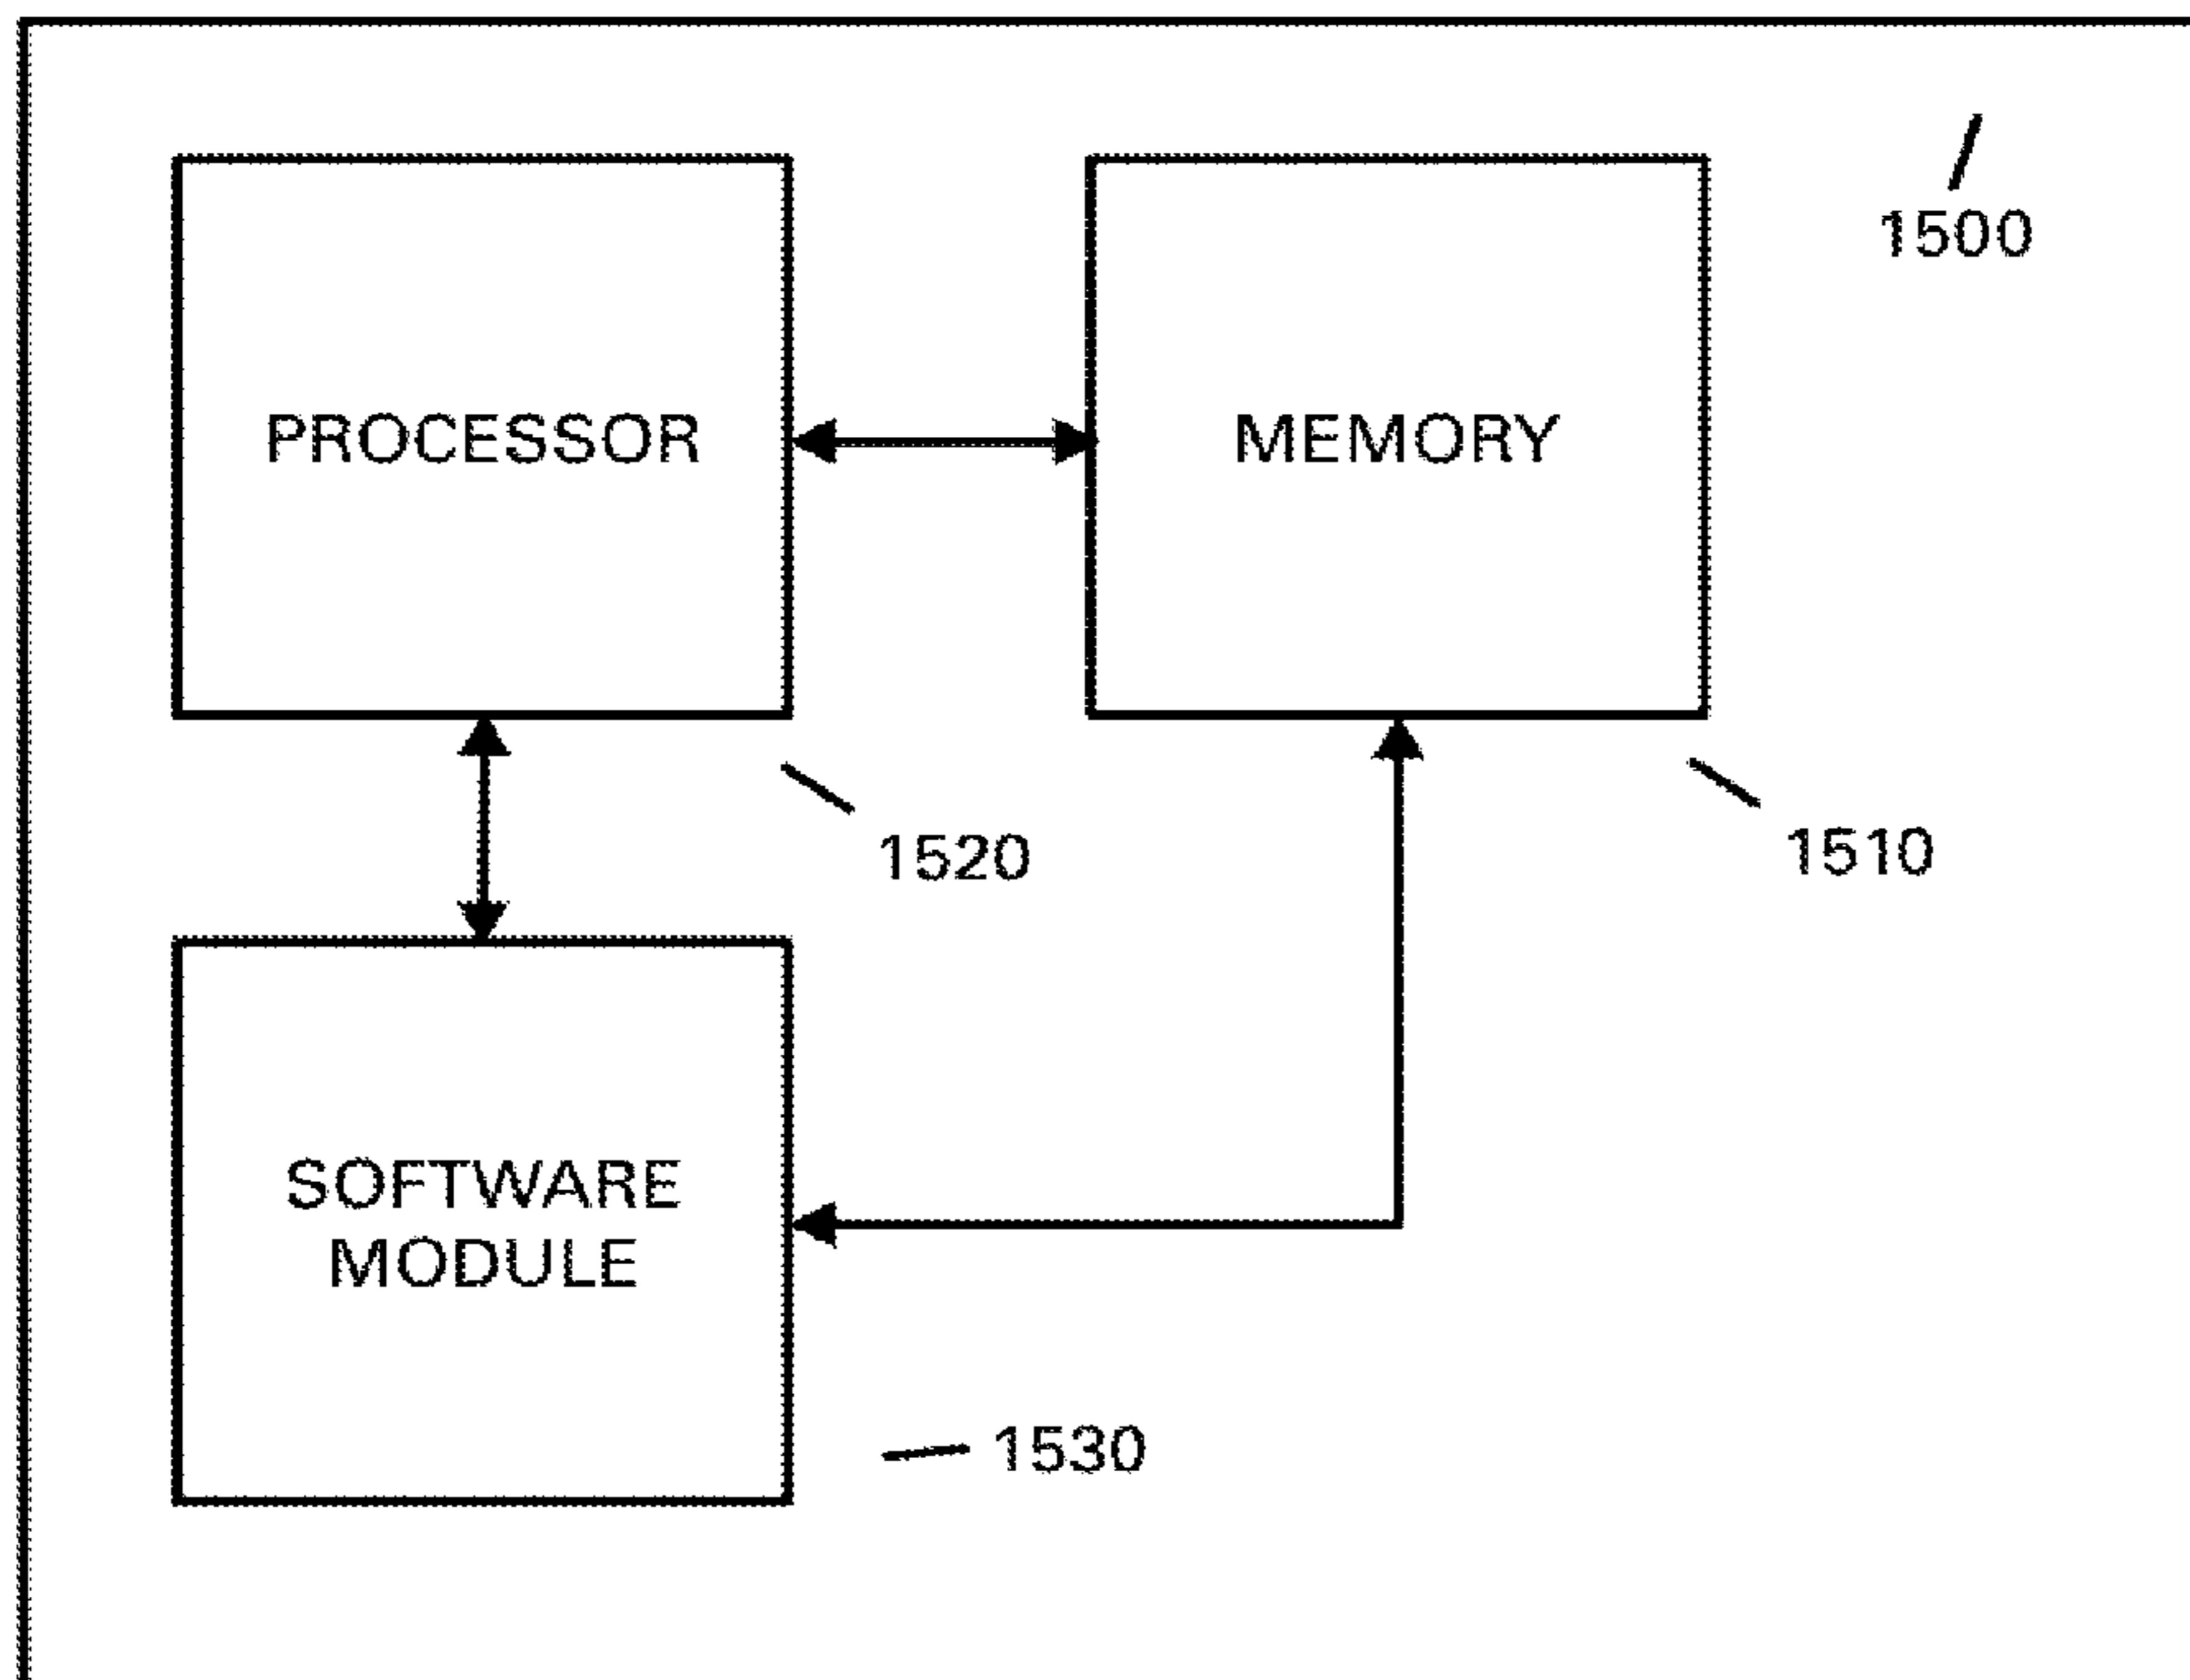 1500
PROCESSOR
MEMORY
1520
1510
SOFTWARE
MODULE
1530